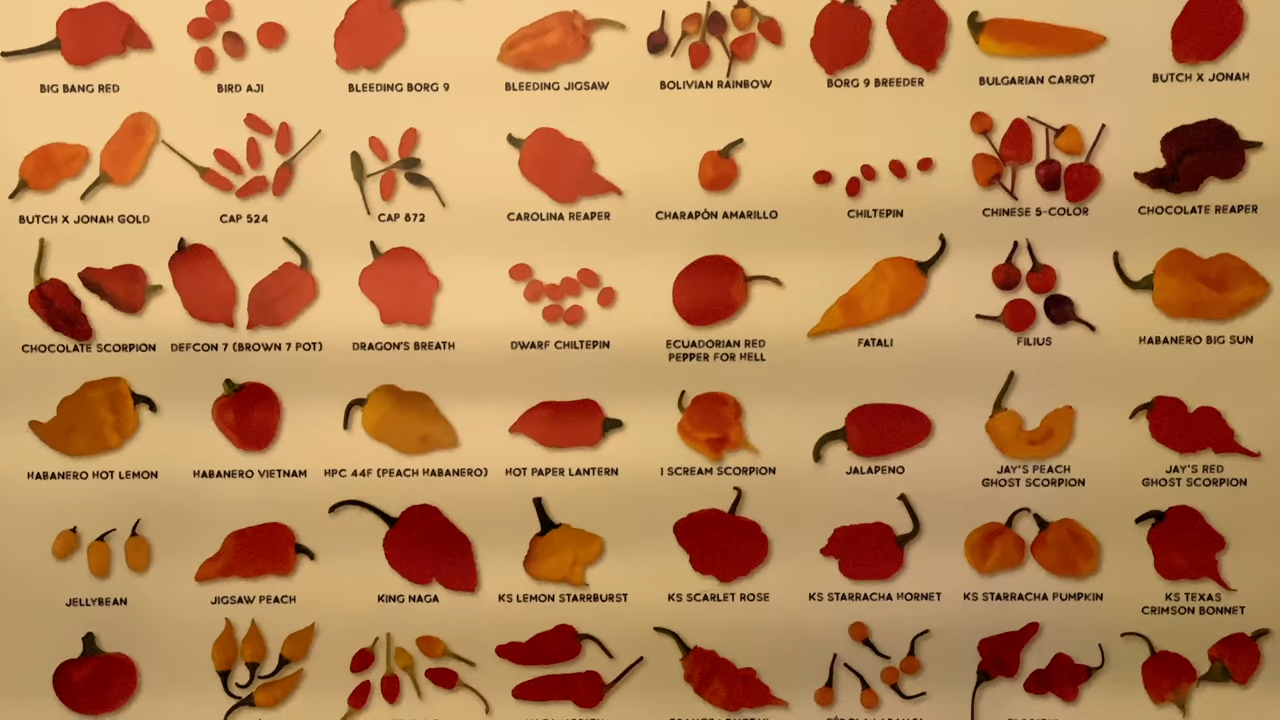 BIG BANG RED
BIRD AJI
BLEEDING BORG 9
BLEEDING JIGSAW
BOLIVIAN RAINBOW
BORG 9 BREEDER
BULGARIAN CARROT
BUTCH X JONAH
BUTCH X JONAH GOLD
CAP 524
CAP 872
CAROLINA REAPER
CHARAPÓN AMARILLO
CHILTEPIN
CHINESE 5-COLOR
CHOCOLATE REAPER
CHOCOLATE SCORPION
DEFCON 7 (BROWN 7 POT)
DRAGON'S BREATH
DWARF CHILTEPIN
ECUADORIAN RED
PEPPER FOR HELL
FATALI
FILIUS
HABANERO BIG SUN
HABANERO HOT LEMON
HABANERO VIETNAM
HPC 44F (PEACH HABANERO)
HOT PAPER LANTERN
I SCREAM SCORPION
JALAPENO
JAY'S PEACH
GHOST SCORPION
JAY'S RED
GHOST SCORPION
JELLYBEAN
JIGSAW PEACH
KING NAGA
KS LEMON STARRBURST
KS SCARLET ROSE
KS STARRACHA HORNET
KS STARRACHA PUMPKIN
KS TEXAS
CRIMSON BONNET